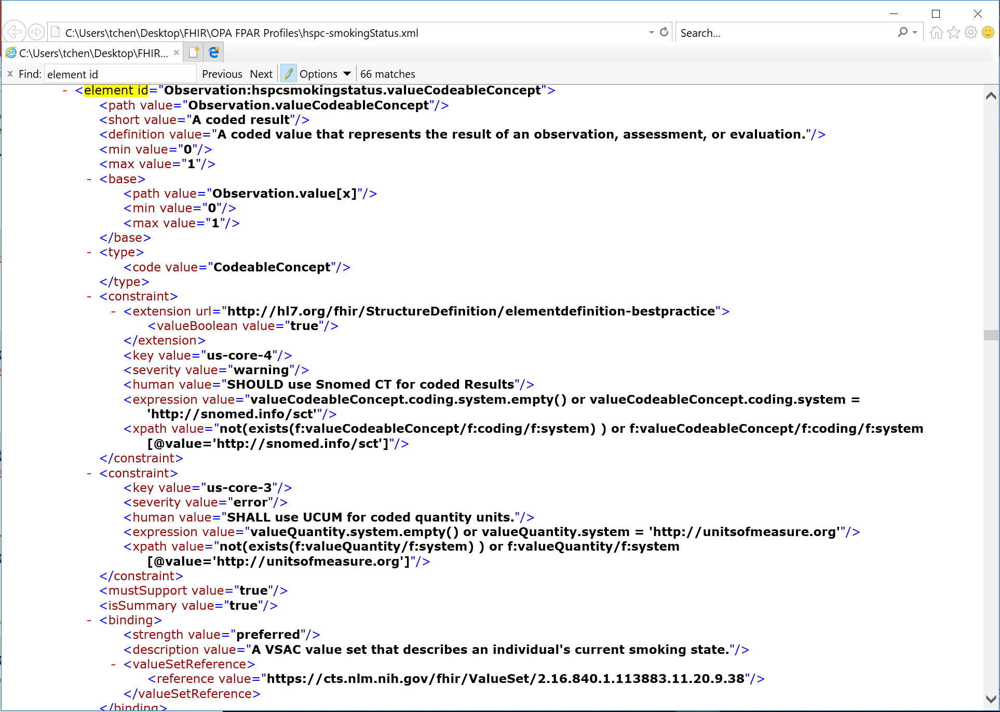 C:\Users\tchen\Desktop\FHIR\OPA FPAR Profiles\hspc-smokingStatus.xml
Search...
C:\Users\tchen\Desktop\FHIR...
x Find: element id Previous Next Options 66 matches
- <element id="Observation:hspcsmokingstatus.valueCodeableConcept">
<path value="Observation.valueCodeableConcept"/>
<short value="A coded result"/>
<definition value="A coded value that represents the result of an observation, assessment, or evaluation."/>
<min value="0"/>
<max value="1"/>
- <base>
<path value="Observation.value[x]"/>
<min value="0"/>
<max value="1"/>
</base>
- <type>
<code value="CodeableConcept"/>
</type>
- <constraint>
- <extension url="http://hl7.org/fhir/StructureDefinition/elementdefinition-bestpractice">
<valueBoolean value="true"/>
</extension>
<key value="us-core-4"/>
<severity value="warning"/>
<human value="SHOULD use Snomed CT for coded Results"/>
<expression value="valueCodeableConcept.coding.system.empty() or valueCodeableConcept.coding.system =
'http://snomed.info/sct'"/>
<xpath value="not(exists(f:valueCodeableConcept/f:coding/f:system) ) or f:valueCodeableConcept/f:coding/f:system
[@value='http://snomed.info/sct']"/>
</constraint>
- <constraint>
<key value="us-core-3"/>
<severity value="error"/>
<human value="SHALL use UCUM for coded quantity units."/>
<expression value="valueQuantity.system.empty() or valueQuantity.system = 'http://unitsofmeasure.org'"/>
<xpath value="not(exists(f:valueQuantity/f:system) ) or f:valueQuantity/f:system
[@value='http://unitsofmeasure.org']"/>
</constraint>
<mustSupport value="true"/>
<isSummary value="true"/>
- <binding>
<strength value="preferred"/>
<description value="A VSAC value set that describes an individual's current smoking state."/>
- <valueSetReference>
<reference value="https://cts.nlm.nih.gov/fhir/ValueSet/2.16.840.1.113883.11.20.9.38"/>
</valueSetReference>
</binding>